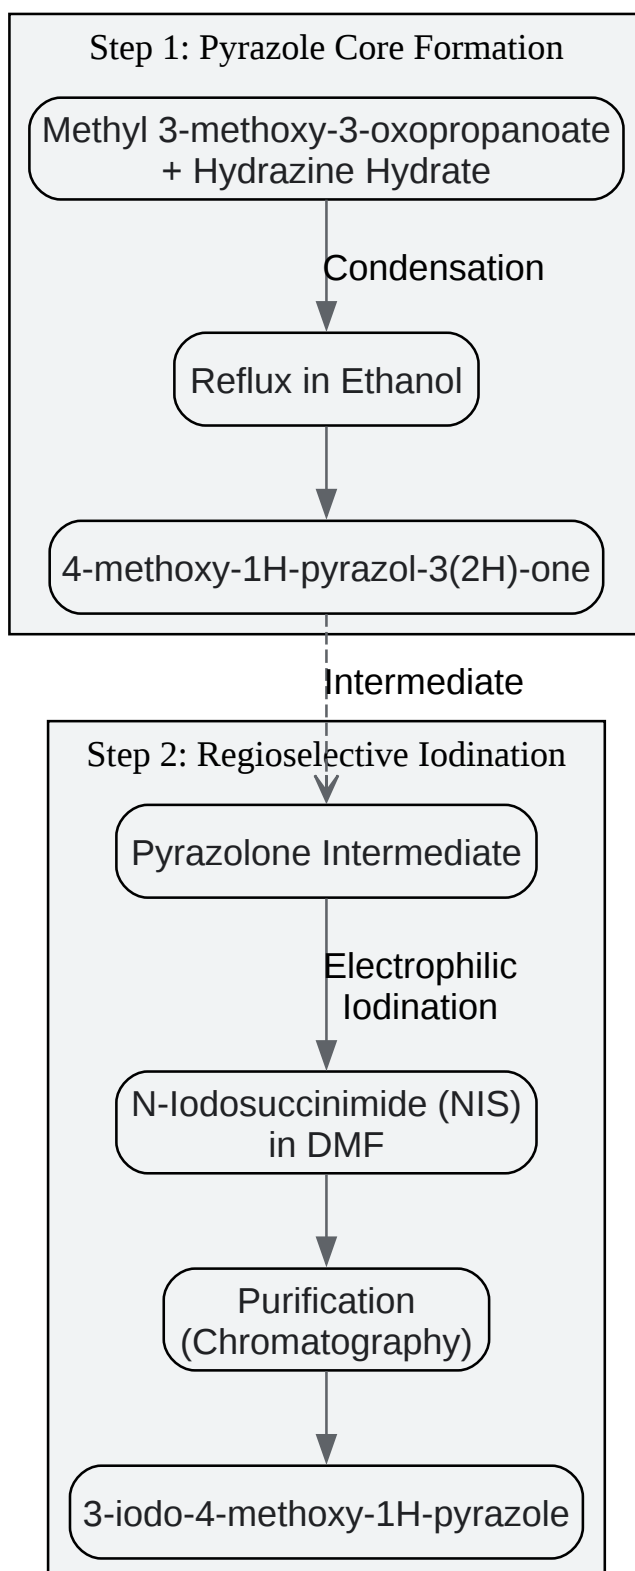 Step 1: Pyrazole Core Formation
Methyl 3-methoxy-3-oxopropanoate
+ Hydrazine Hydrate
Condensation
Reflux in Ethanol
4-methoxy-1H-pyrazol-3(2H)-one
Intermediate
Step 2: Regioselective Iodination
Pyrazolone Intermediate
Electrophilic
Iodination
N-Iodosuccinimide (NIS)
in DMF
Purification
(Chromatography)
3-iodo-4-methoxy-1H-pyrazole